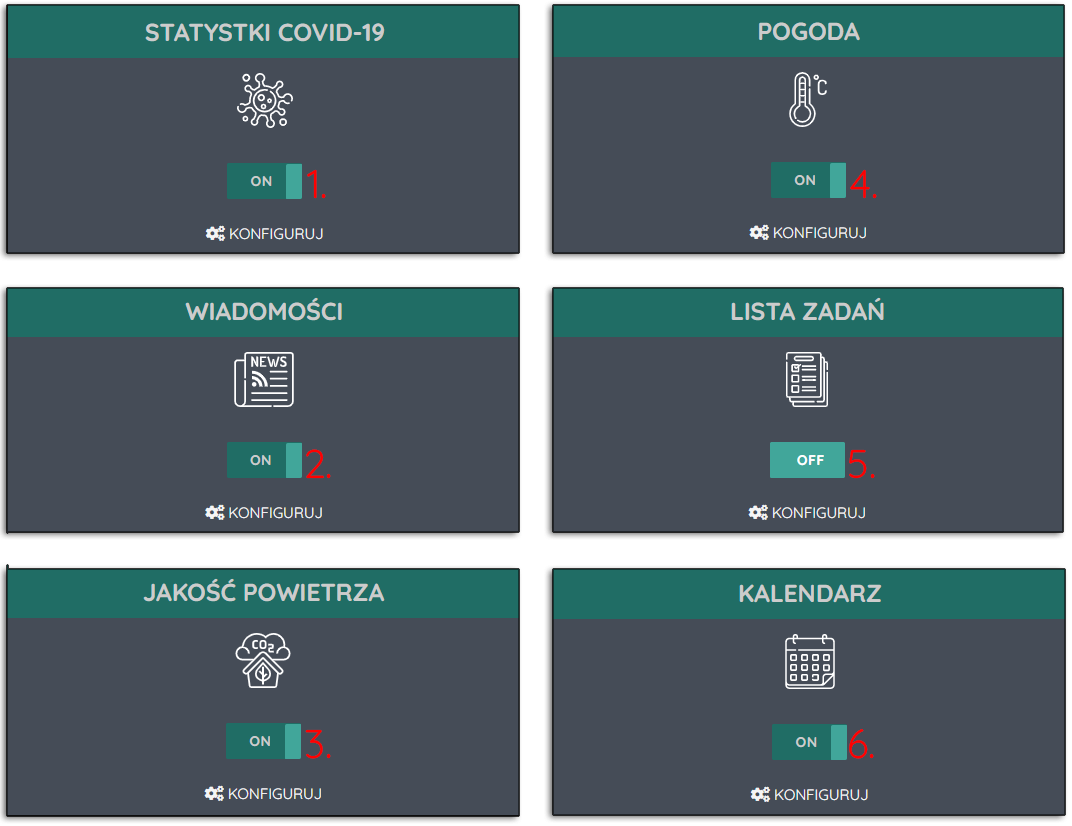 STATYSTKI COVID-19
ON 1.
KONFIGURUJ
POGODA
°C
ON 4.
KONFIGURUJ
WIADOMOŚCI
NEWS
ON 2.
KONFIGURUJ
LISTA ZADAŃ
OFF 5.
KONFIGURUJ
JAKOŚĆ POWIETRZA
CO2
ON 3.
KONFIGURUJ
KALENDARZ
ON 6.
KONFIGURUJ